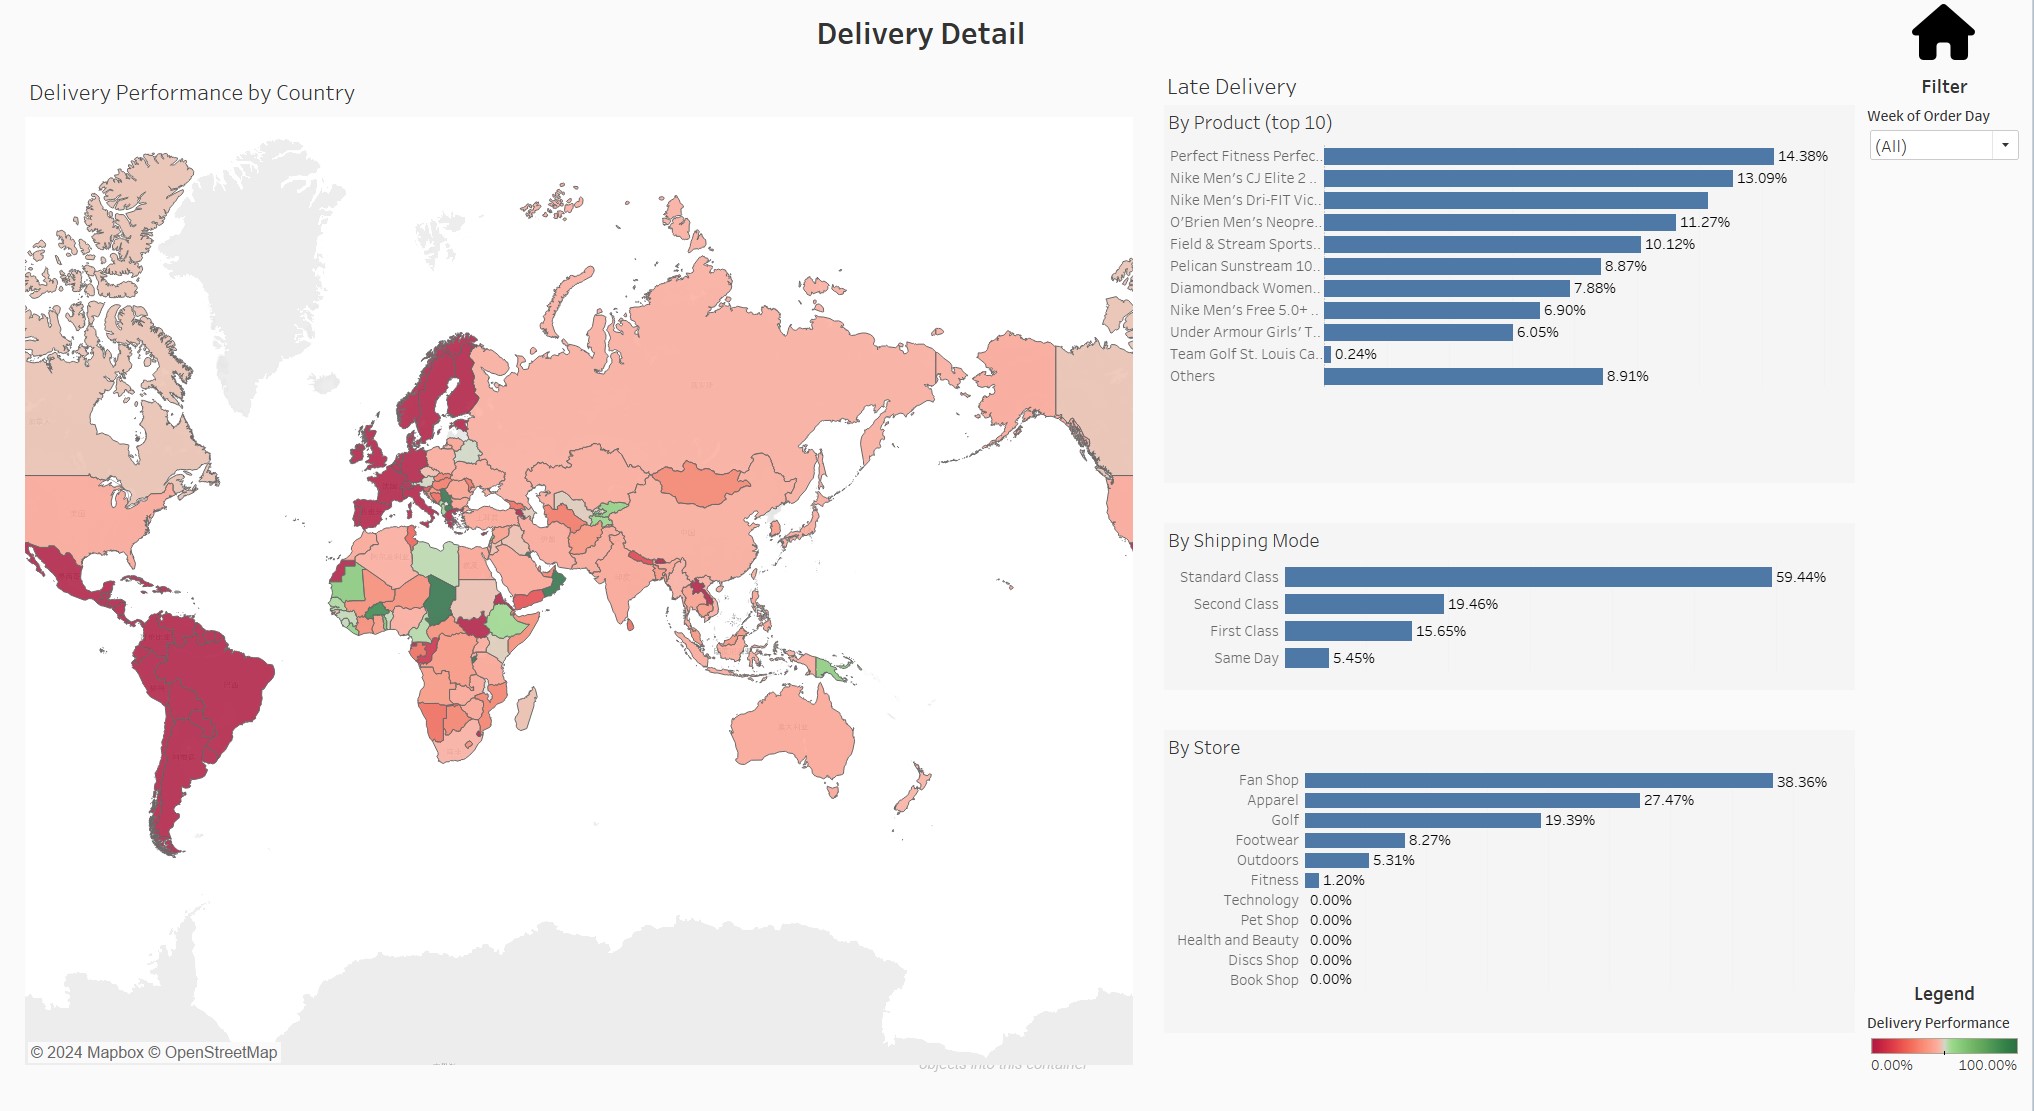 Delivery Detail
Filter
Week of Order Day
(All)
Delivery Performance by Country
© 2024 Mapbox © OpenStreetMap
objects into this container
Late Delivery
By Product (top 10)
Perfect Fitness Perfec.. 14.38%
Nike Men's CJ Elite 2 .. 13.09%
Nike Men's Dri-FIT Vic..
O'Brien Men's Neopre.. 11.27%
Field & Stream Sports.. 10.12%
Pelican Sunstream 10.. 8.87%
Diamondback Women.. 7.88%
Nike Men's Free 5.0+ .. 6.90%
Under Armour Girls' T.. 6.05%
Team Golf St. Louis Ca.. 0.24%
Others 8.91%
By Shipping Mode
Standard Class 59.44%
Second Class 19.46%
First Class 15.65%
Same Day 5.45%
By Store
Fan Shop 38.36%
Apparel 27.47%
Golf 19.39%
Footwear 8.27%
Outdoors 5.31%
Fitness 1.20%
Technology 0.00%
Pet Shop 0.00%
Health and Beauty 0.00%
Discs Shop 0.00%
Book Shop 0.00%
Legend
Delivery Performance
0.00% 100.00%